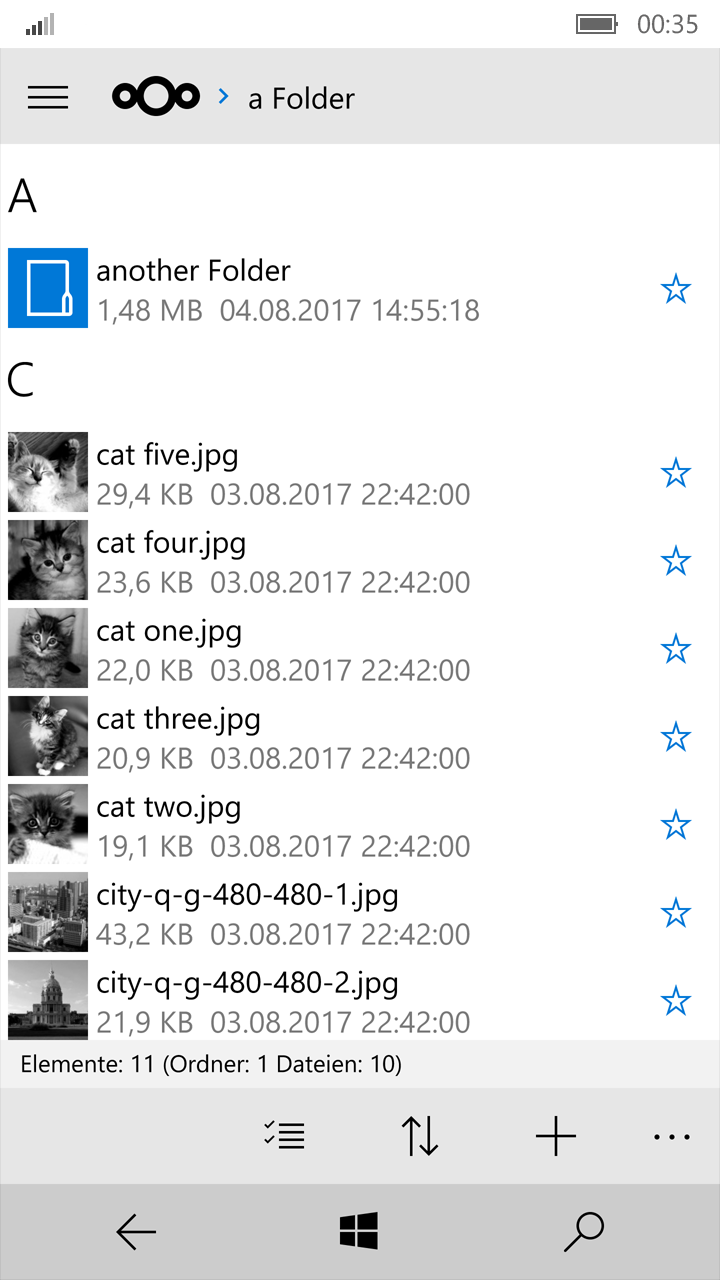 00:35
a Folder
A
another Folder
1,48 MB 04.08.2017 14:55:18
C
cat five.jpg
29,4 KB 03.08.2017 22:42:00
cat four.jpg
23,6 KB 03.08.2017 22:42:00
cat one.jpg
22,0 KB 03.08.2017 22:42:00
cat three.jpg
20,9 KB 03.08.2017 22:42:00
cat two.jpg
19,1 KB 03.08.2017 22:42:00
city-q-g-480-480-1.jpg
43,2 KB 03.08.2017 22:42:00
city-q-g-480-480-2.jpg
21,9 KB 03.08.2017 22:42:00
Elemente: 11 (Ordner: 1 Dateien: 10)